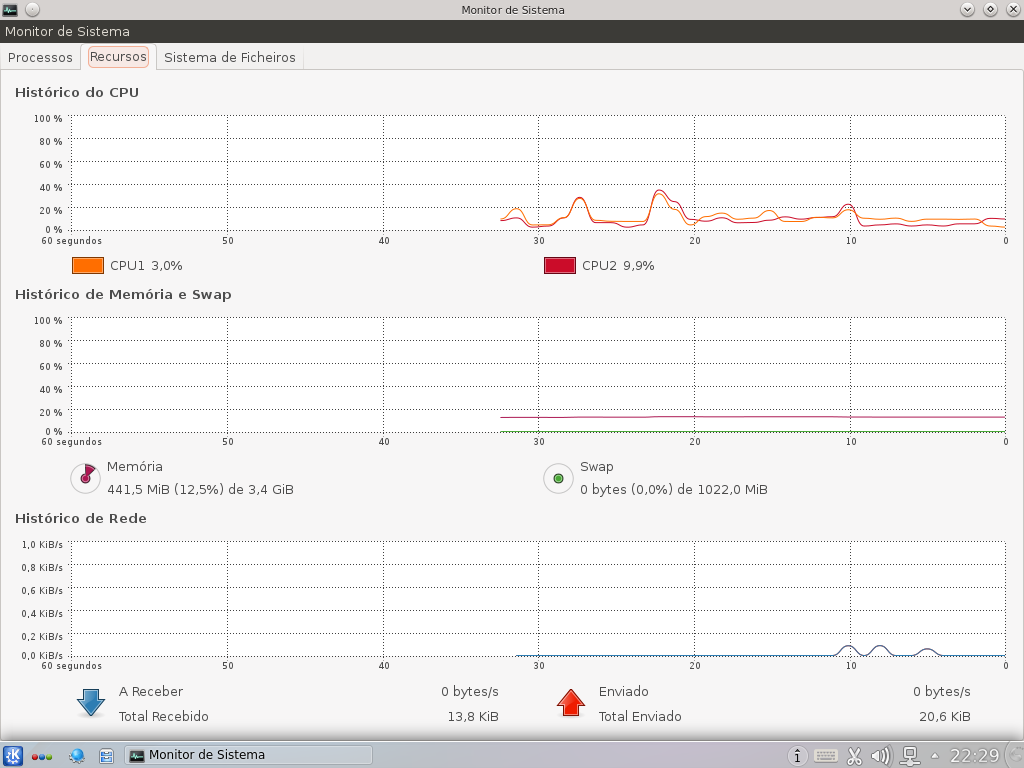 Monitor de Sistema
Monitor de Sistema
Processos Recursos Sistema de Ficheiros
Histórico do CPU
100 %
80 %
60 %
40 %
20 %
0 %
60 segundos 50 40 30 20 10 0
CPU1 3,0% CPU2 9,9%
Histórico de Memória e Swap
100 %
80 %
60 %
40 %
20 %
0 %
60 segundos 50 40 30 20 10 0
Memória Swap
441,5 MiB (12,5%) de 3,4 GiB 0 bytes (0,0%) de 1022,0 MiB
Histórico de Rede
1,0 KiB/s
0,8 KiB/s
0,6 KiB/s
0,4 KiB/s
0,2 KiB/s
0,0 KiB/s
60 segundos 50 40 30 20 10 0
A Receber 0 bytes/s Enviado 0 bytes/s
Total Recebido 13,8 KiB Total Enviado 20,6 KiB
Monitor de Sistema 22:29